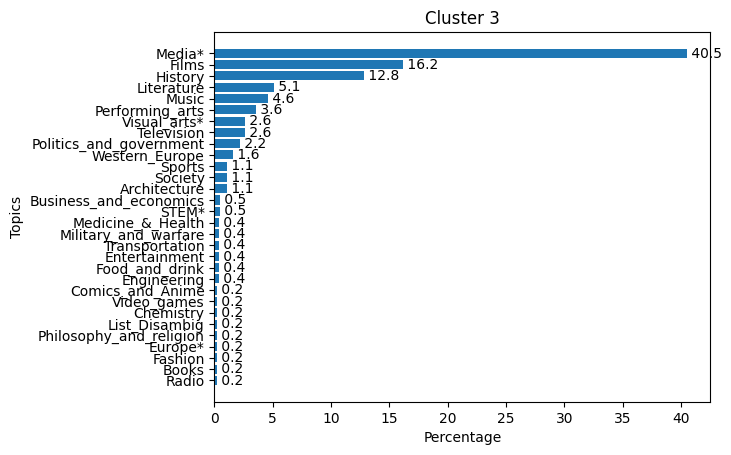 Cluster 3
Topics
Media* 40.5
Films 16.2
History 12.8
Literature 5.1
Music 4.6
Performing_arts 3.6
Visual_arts* 2.6
Television 2.6
Politics_and_government 2.2
Western_Europe 1.6
Sports 1.1
Society 1.1
Architecture 1.1
Business_and_economics 0.5
STEM* 0.5
Medicine_&_Health 0.4
Military_and_warfare 0.4
Transportation 0.4
Entertainment 0.4
Food_and_drink 0.4
Engineering 0.4
Comics_and_Anime 0.2
Video_games 0.2
Chemistry 0.2
List_Disambig 0.2
Philosophy_and_religion 0.2
Europe* 0.2
Fashion 0.2
Books 0.2
Radio 0.2
0 5 10 15 20 25 30 35 40
Percentage